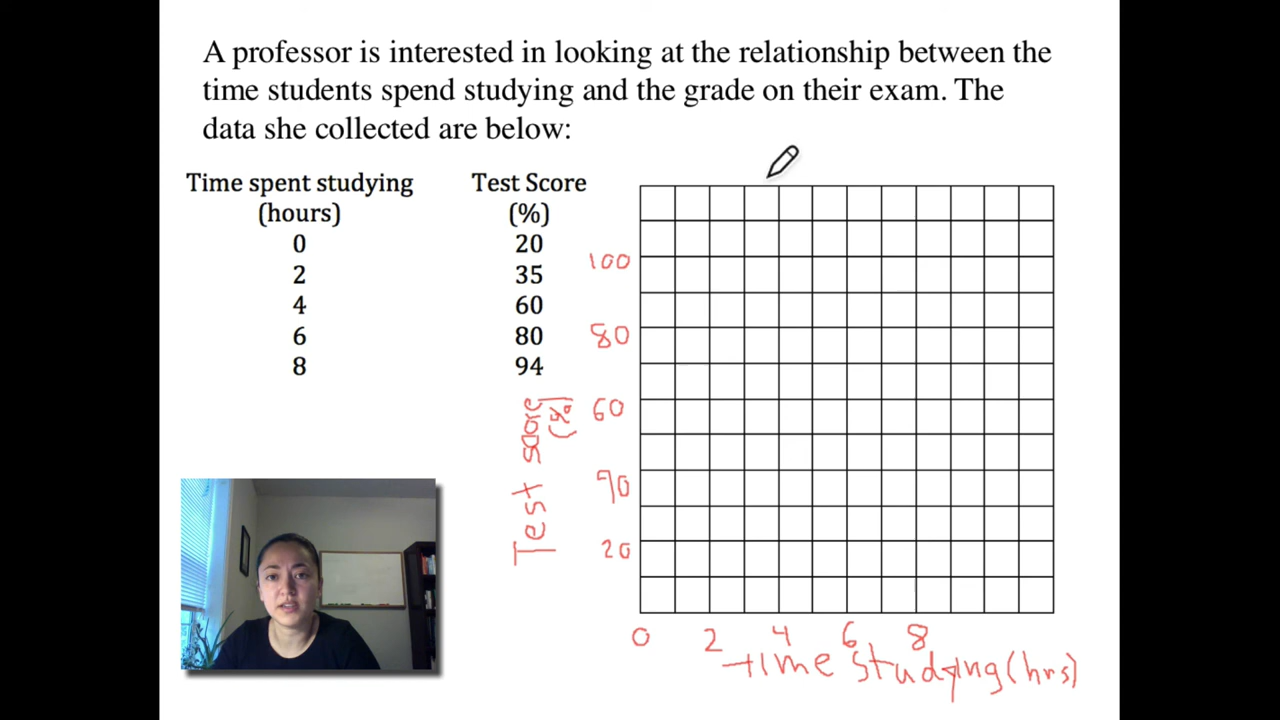 A professor is interested in looking at the relationship between the
time students spend studying and the grade on their exam. The
data she collected are below:
Time spent studying Test Score
(hours) (%)
0 20
2 35
4 60
6 80
8 94
100
80
60
40
20
Test score
(%)
0 2 4 6 8
Time studying (hrs)